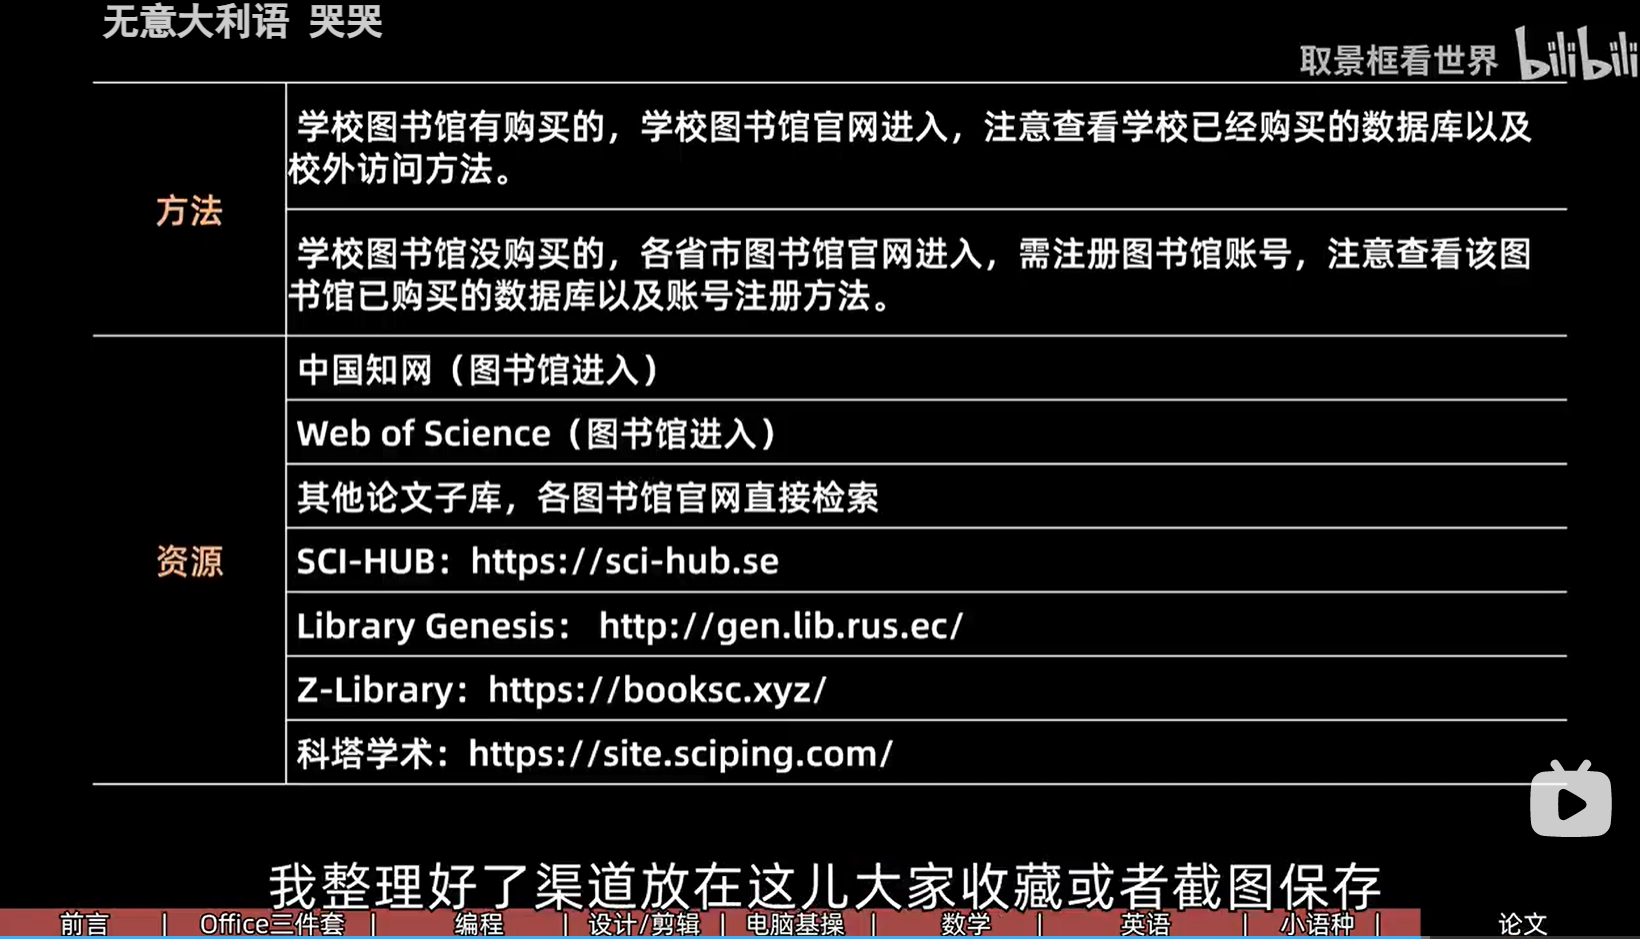 无意大利语 哭哭
取景框看世界 bilibili
方法
学校图书馆有购买的，学校图书馆官网进入，注意查看学校已经购买的数据库以及
校外访问方法。
学校图书馆没购买的，各省市图书馆官网进入，需注册图书馆账号，注意查看该图
书馆已购买的数据库以及账号注册方法。
资源
中国知网（图书馆进入）
Web of Science（图书馆进入）
其他论文子库，各图书馆官网直接检索
SCI-HUB：https://sci-hub.se
Library Genesis： http://gen.lib.rus.ec/
Z-Library：https://booksc.xyz/
科塔学术：https://site.sciping.com/
我整理好了渠道放在这儿大家收藏或者截图保存
前言 | Office三件套 | 编程 | 设计/剪辑 | 电脑基操 | 数学 | 英语 | 小语种 | 论文